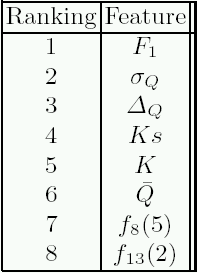 Ranking Feature
1 F₁
2 σ_Q
3 Δ_Q
4 Ks
5 K
6 Q̄
7 f₈(5)
8 f₁₃(2)